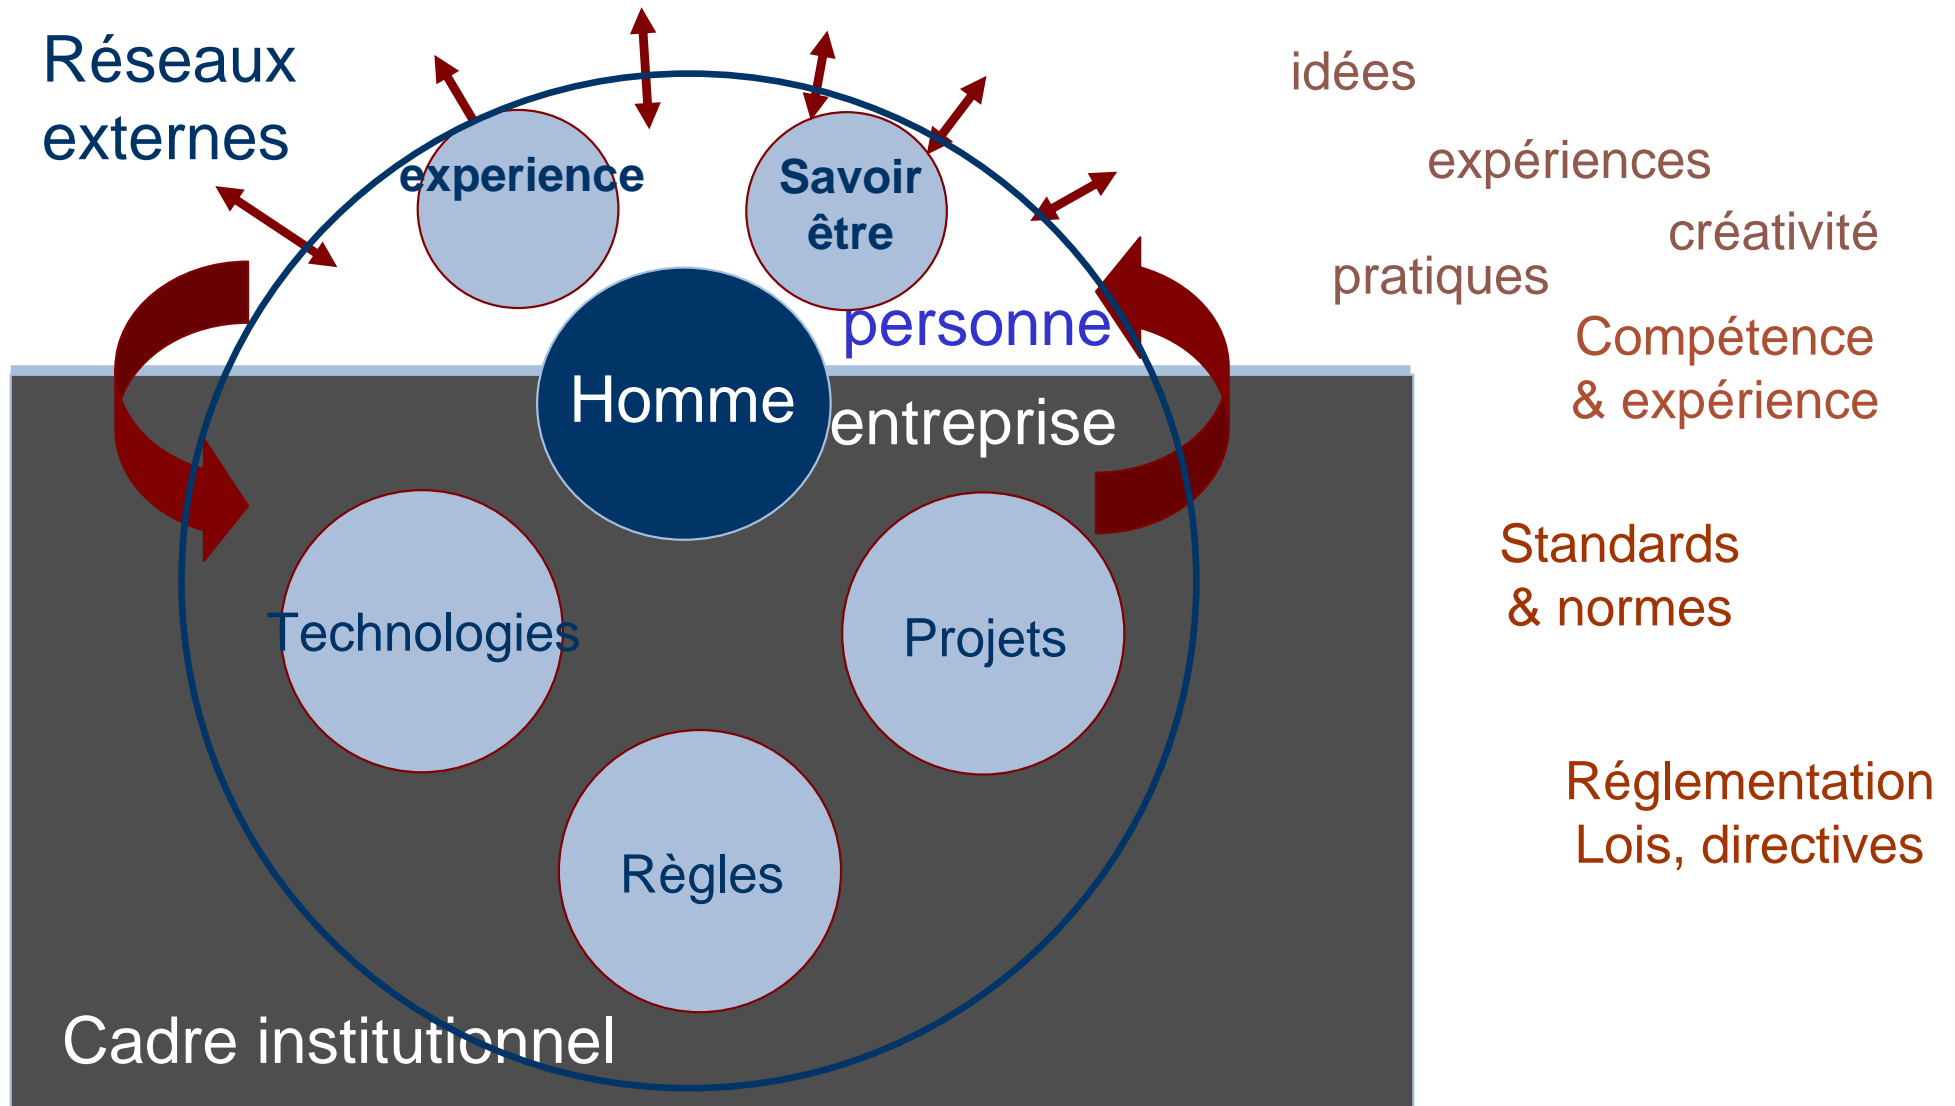 Réseaux
externes
experience
Savoir
être
personne
Homme
entreprise
Technologies
Projets
Règles
Cadre institutionnel
idées
expériences
créativité
pratiques
Compétence
& expérience
Standards
& normes
Réglementation
Lois, directives